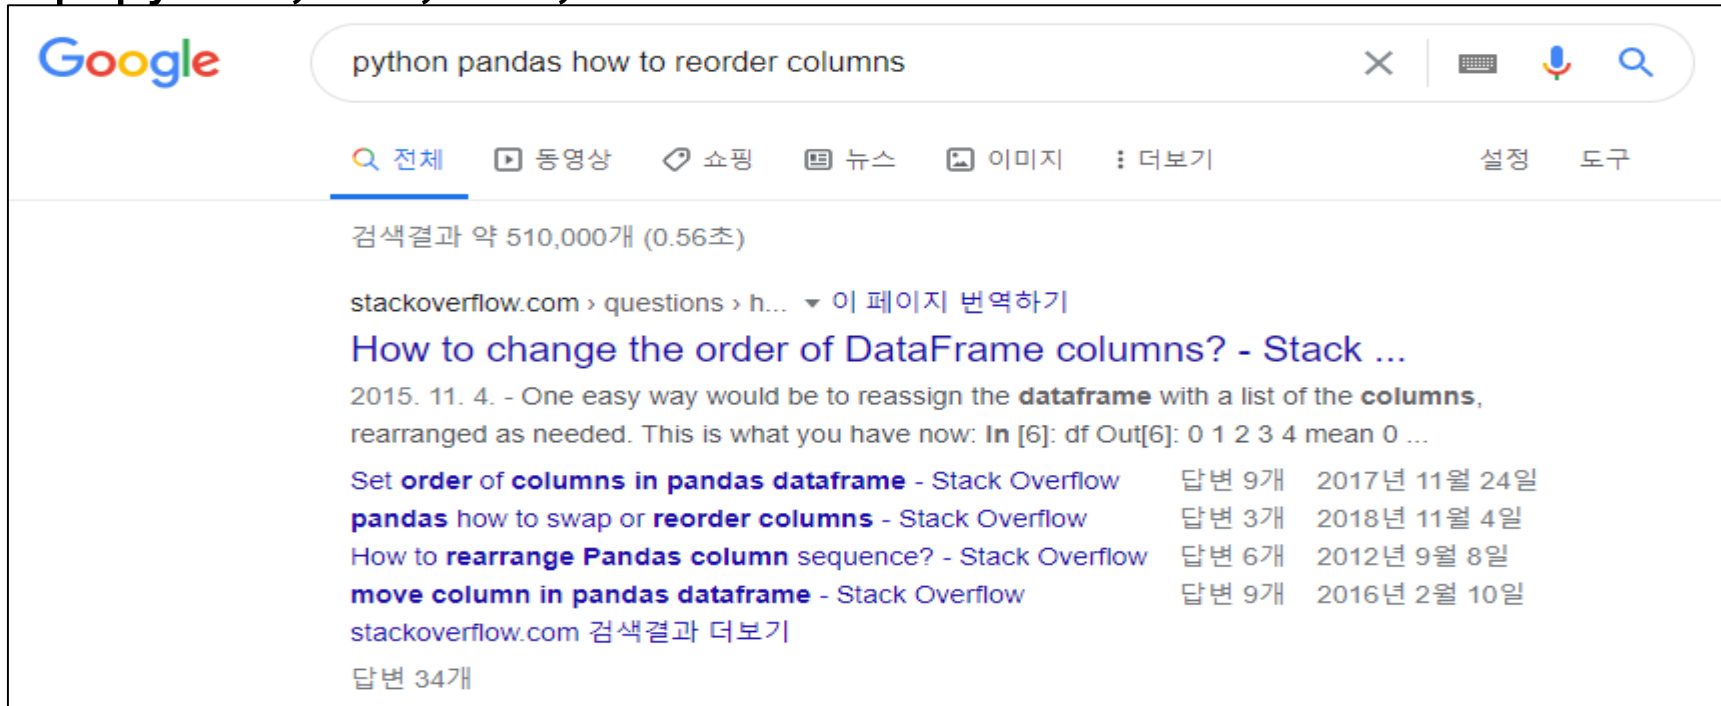 Google
python pandas how to reorder columns
전체 동영상 쇼핑 뉴스 이미지 더보기 설정 도구
검색결과 약 510,000개 (0.56초)
stackoverflow.com › questions › h... 이 페이지 번역하기
How to change the order of DataFrame columns? - Stack ...
2015. 11. 4. - One easy way would be to reassign the dataframe with a list of the columns,
rearranged as needed. This is what you have now: In [6]: df Out[6]: 0 1 2 3 4 mean 0 ...
Set order of columns in pandas dataframe - Stack Overflow 답변 9개 2017년 11월 24일
pandas how to swap or reorder columns - Stack Overflow 답변 3개 2018년 11월 4일
How to rearrange Pandas column sequence? - Stack Overflow 답변 6개 2012년 9월 8일
move column in pandas dataframe - Stack Overflow 답변 9개 2016년 2월 10일
stackoverflow.com 검색결과 더보기
답변 34개